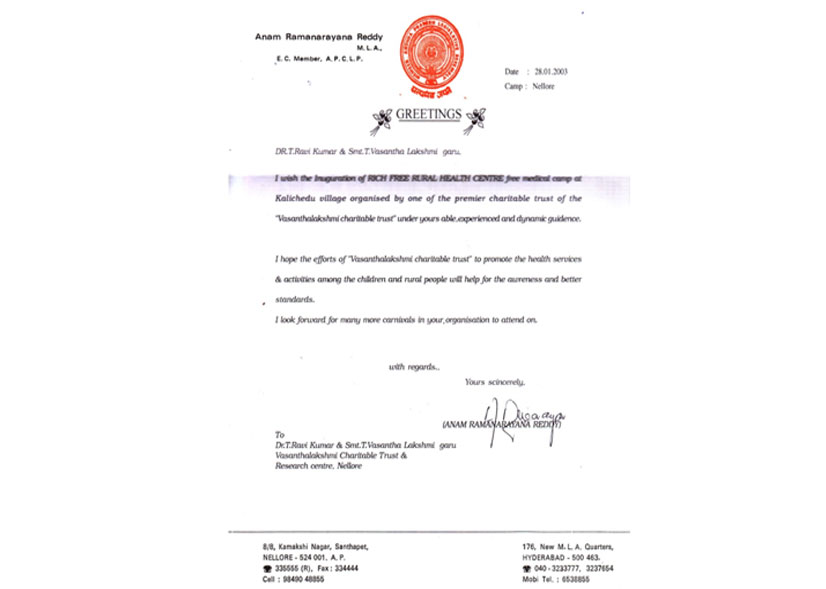 Anam Ramanarayana Reddy
M.L.A.,
E.C. Member, A.P.C.L.P.
Date : 28.01.2003
Camp : Nellore
GREETINGS
DR.T.Ravi Kumar & Smt.T.Vasantha Lakshmi garu.
I wish the Inuguration of RICH FREE RURAL HEALTH CENTRE free medical camp at
Kalichedu village organised by one of the premier charitable trust of the
"Vasanthalakshmi charitable trust" under yours able,experienced and dynamic guidence.
I hope the efforts of "Vasanthalakshmi charitable trust" to promote the health services
& activities among the children and rural people will help for the awreness and better
standards.
I look forward for many more carnivals in your,organisation to attend on.
with regards..
Yours scincerely,
(ANAM RAMANARAYANA REDDY)
To
Dr.T.Ravi Kumar & Smt.T.Vasantha Lakshmi garu
Vasanthalakshmi Charitable Trust &
Research centre, Nellore
8/8, Kamakshi Nagar, Santhapet,
NELLORE - 524 001. A. P.
☎ 335555 (R), Fax : 334444
Cell : 98490 48855
176, New M. L. A. Quarters,
HYDERABAD - 500 463.
☎ 040 - 3233777, 3237654
Mobi Tel. : 6538855